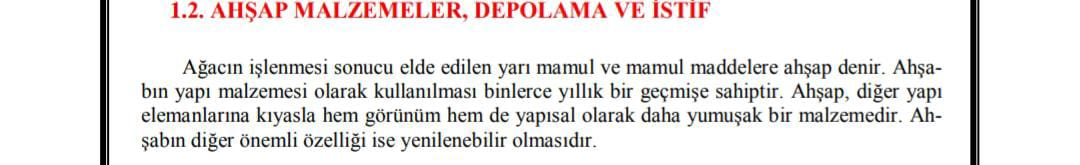 1.2. AHŞAP MALZEMELER, DEPOLAMA VE İSTİF
Ağacın işlenmesi sonucu elde edilen yarı mamul ve mamul maddelere ahşap denir. Ahşa-
bın yapı malzemesi olarak kullanılması binlerce yıllık bir geçmişe sahiptir. Ahşap, diğer yapı
elemanlarına kıyasla hem görünüm hem de yapısal olarak daha yumuşak bir malzemedir. Ah-
şabın diğer önemli özelliği ise yenilenebilir olmasıdır.